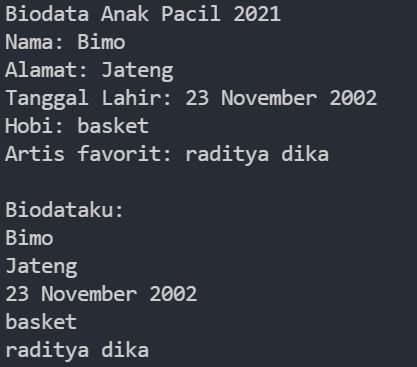 Biodata Anak Pacil 2021
Nama: Bimo
Alamat: Jateng
Tanggal Lahir: 23 November 2002
Hobi: basket
Artis favorit: raditya dika

Biodataku:
Bimo
Jateng
23 November 2002
basket
raditya dika